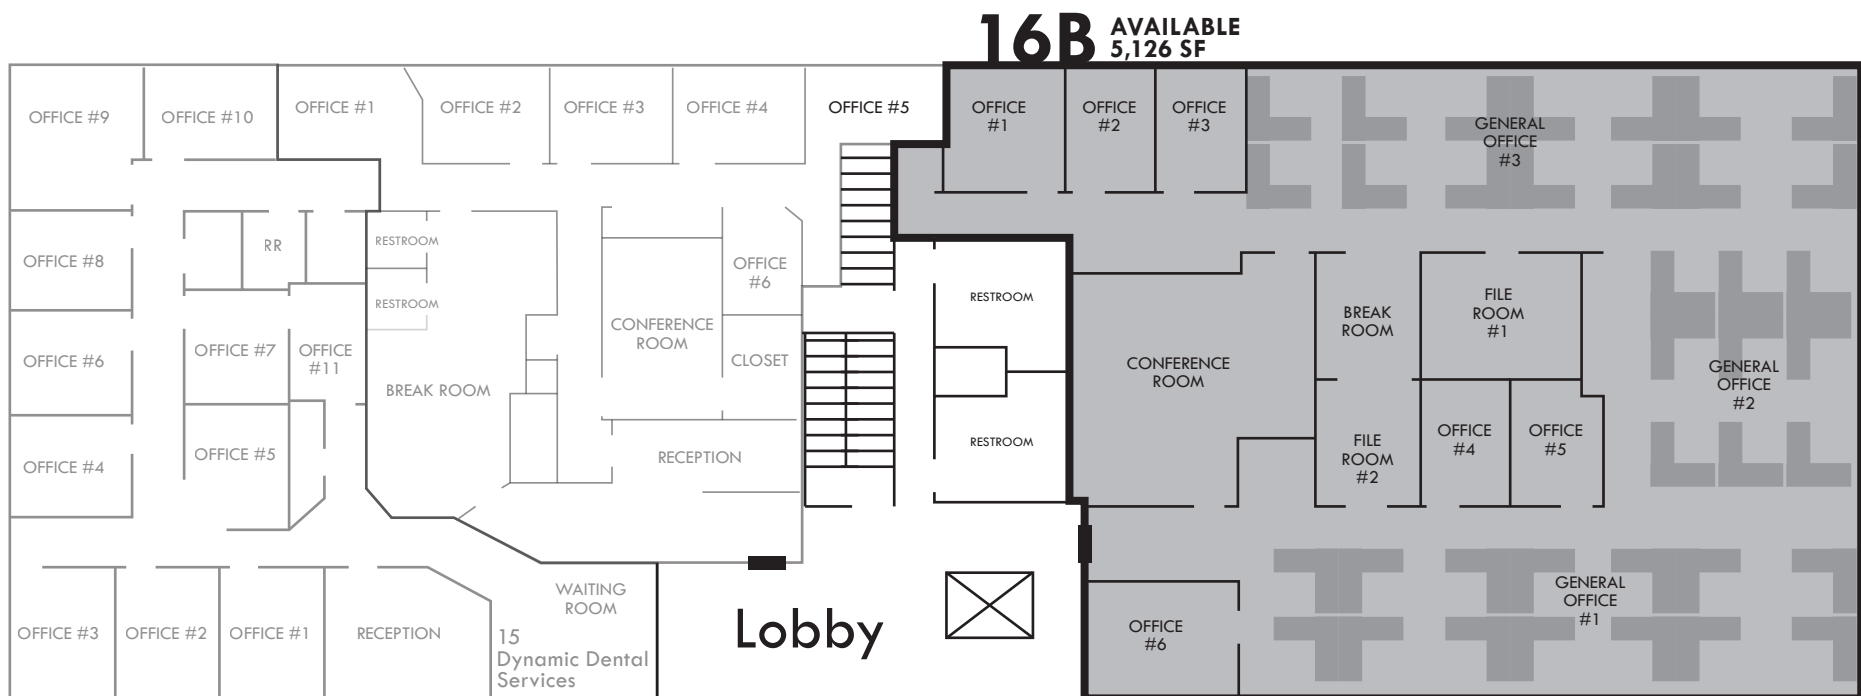 16B
AVAILABLE
5,126 SF
OFFICE #9
OFFICE #10
OFFICE #1
OFFICE #2
OFFICE #3
OFFICE #4
OFFICE #5
OFFICE
#1
OFFICE
#2
OFFICE
#3
GENERAL
OFFICE
#3
OFFICE #8
RR
RESTROOM
RESTROOM
OFFICE
#6
RESTROOM
CONFERENCE
ROOM
CLOSET
BREAK ROOM
OFFICE #6
OFFICE #7
OFFICE
#11
CONFERENCE
ROOM
BREAK
ROOM
FILE
ROOM
#1
GENERAL
OFFICE
#2
OFFICE #4
OFFICE #5
RECEPTION
RESTROOM
FILE
ROOM
#2
OFFICE
#4
OFFICE
#5
OFFICE #3
OFFICE #2
OFFICE #1
RECEPTION
WAITING
ROOM
15
Dynamic Dental
Services
Lobby
OFFICE
#6
GENERAL
OFFICE
#1